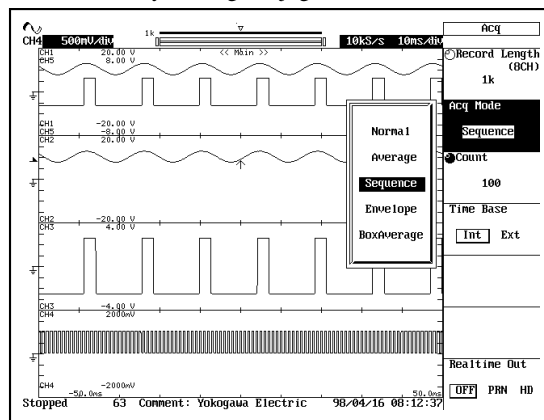 Acq
CH4 500mV/div 1k 10kS/s 10ms/div
<< Main >>
CH1 20.00 V
CH5 8.00 V
CH1 -20.00 V
CH5 -8.00 V
CH2 20.00 V
CH2 -20.00 V
CH3 4.00 V
CH3 -4.00 V
CH4 2000mV
CH4 -2000mV
-50.0ms 50.0ms
Stopped 63 Comment: Yokogawa Electric 98/04/16 08:12:37
Normal
Average
Sequence
Envelope
BoxAverage
Record Length
(8CH)
1k
Acq Mode
Sequence
Count
100
Time Base
Int Ext
Realtime Out
OFF PRN HD